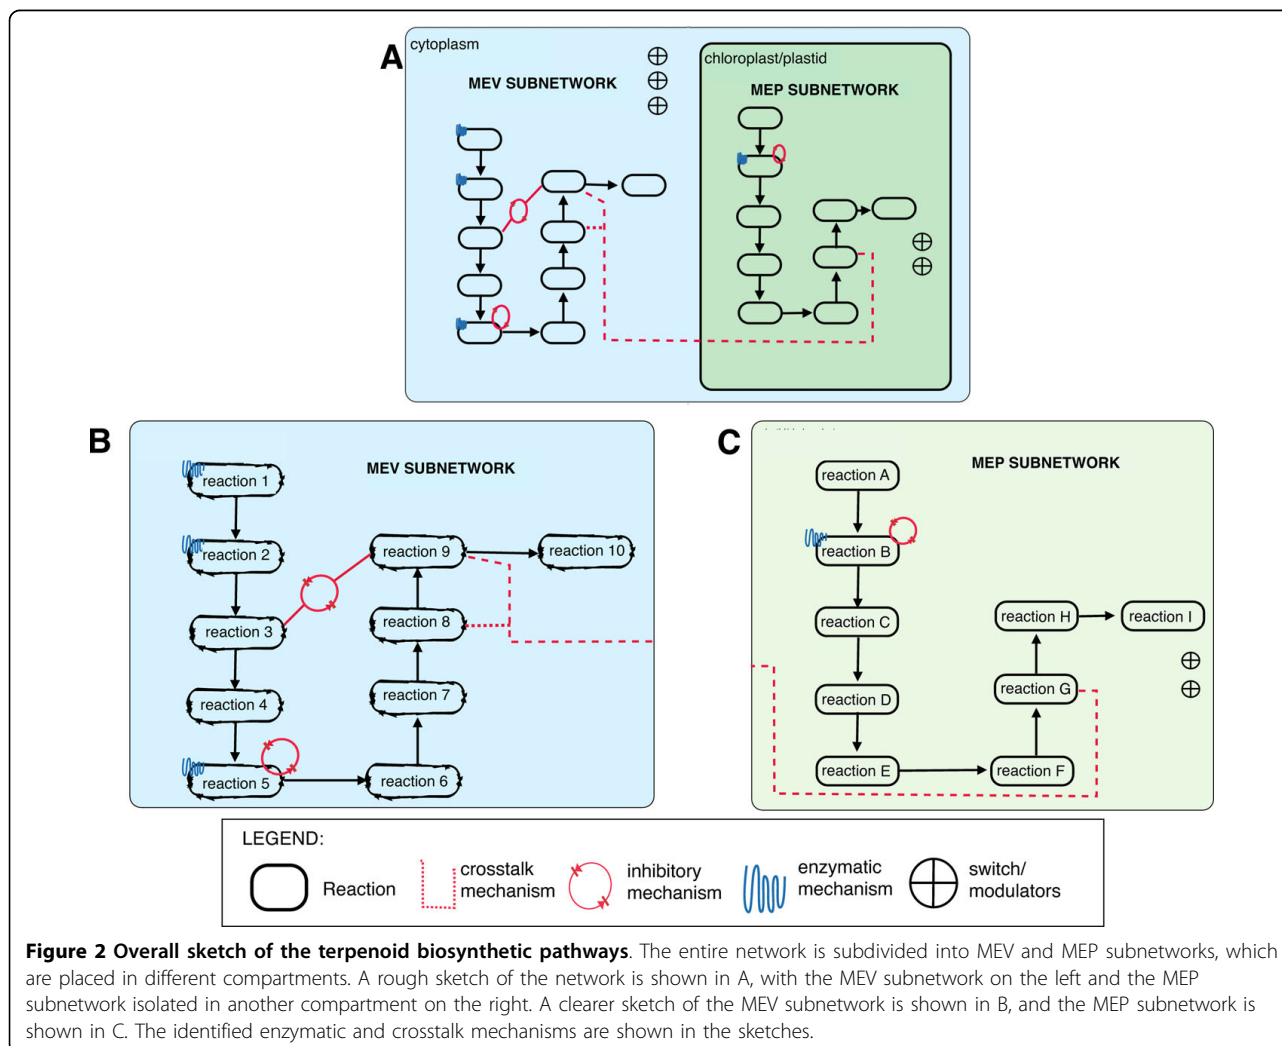 A
cytoplasm
MEV SUBNETWORK
chloroplast/plastid
MEP SUBNETWORK
B
MEV SUBNETWORK
reaction 1
reaction 2
reaction 3
reaction 4
reaction 5
reaction 6
reaction 7
reaction 8
reaction 9
reaction 10
C
MEP SUBNETWORK
reaction A
reaction B
reaction C
reaction D
reaction E
reaction F
reaction G
reaction H
reaction I
LEGEND:
Reaction
crosstalk
mechanism
inhibitory
mechanism
enzymatic
mechanism
switch/
modulators
Figure 2 Overall sketch of the terpenoid biosynthetic pathways. The entire network is subdivided into MEV and MEP subnetworks, which
are placed in different compartments. A rough sketch of the network is shown in A, with the MEV subnetwork on the left and the MEP
subnetwork isolated in another compartment on the right. A clearer sketch of the MEV subnetwork is shown in B, and the MEP subnetwork is
shown in C. The identified enzymatic and crosstalk mechanisms are shown in the sketches.